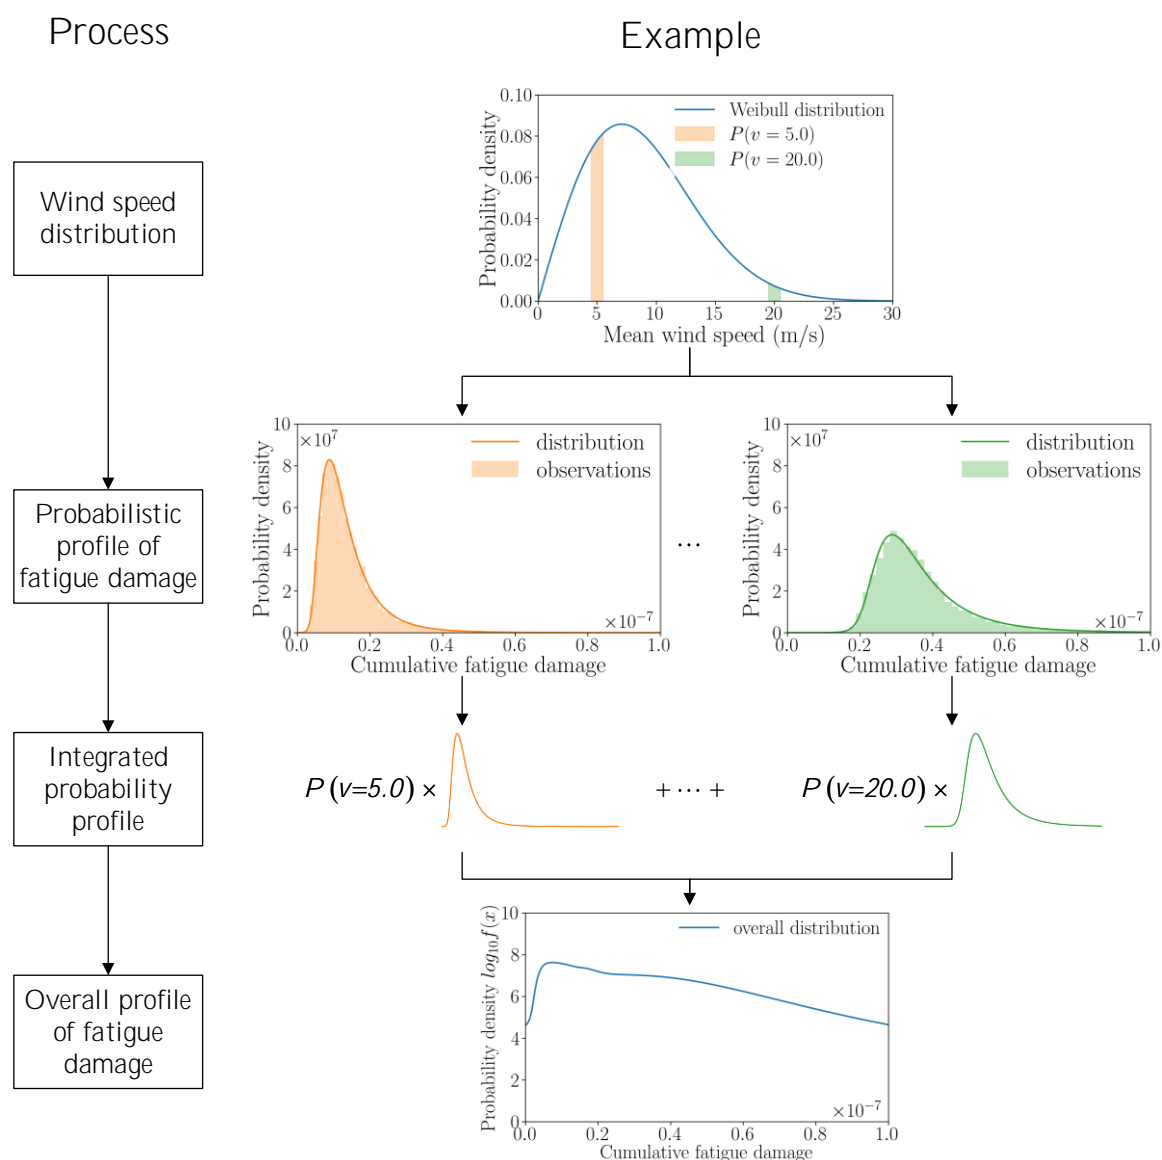 Process
Example
Wind speed
distribution
Probability density
0.10
0.08
0.06
0.04
0.02
0.00
Weibull distribution
P(v = 5.0)
P(v = 20.0)
0 5 10 15 20 25 30
Mean wind speed (m/s)
Probabilistic
profile of
fatigue damage
Probability density
10
8
6
4
2
0
×10⁷
distribution
observations
×10⁻⁷
0.0 0.2 0.4 0.6 0.8 1.0
Cumulative fatigue damage
...
Probability density
10
8
6
4
2
0
×10⁷
distribution
observations
×10⁻⁷
0.0 0.2 0.4 0.6 0.8 1.0
Cumulative fatigue damage
Integrated
probability
profile
P (v=5.0) ×
+ ··· +
P (v=20.0) ×
Overall profile
of fatigue
damage
Probability density log₁₀f(x)
10
8
6
4
2
0
overall distribution
×10⁻⁷
0.0 0.2 0.4 0.6 0.8 1.0
Cumulative fatigue damage